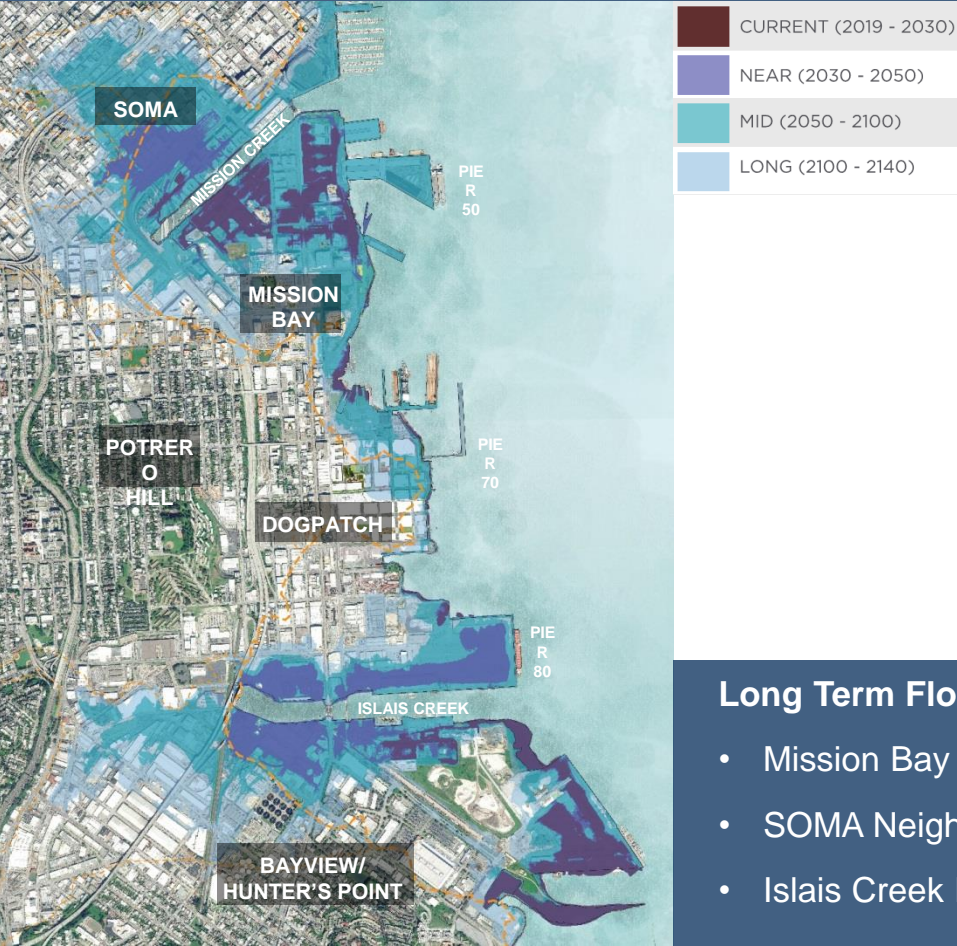 CURRENT (2019 - 2030)
NEAR (2030 - 2050)
MID (2050 - 2100)
LONG (2100 - 2140)
SOMA
MISSION CREEK
PIE
R
50
MISSION
BAY
POTRER
O
HILL
PIE
R
70
DOGPATCH
PIE
R
80
ISLAIS CREEK
BAYVIEW/
HUNTER'S POINT
Long Term Flo
• Mission Bay
• SOMA Neigh
• Islais Creek